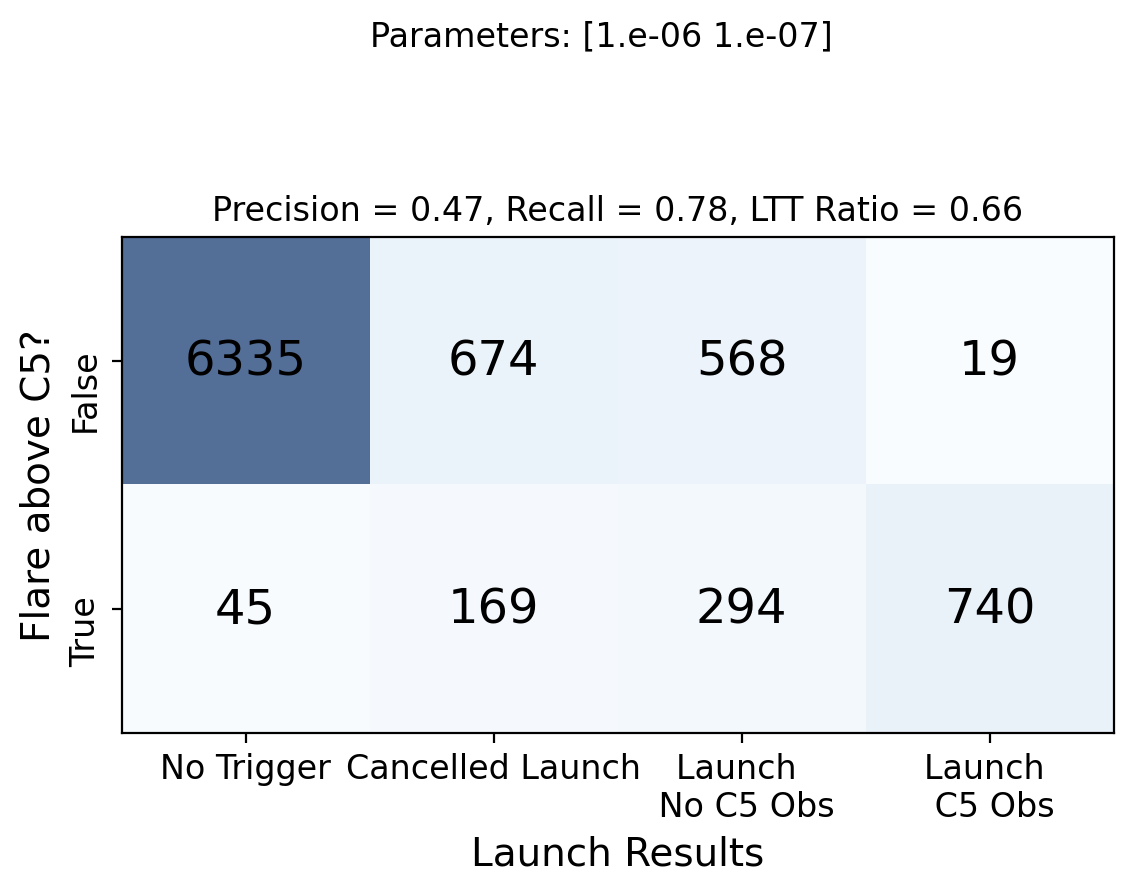 Parameters: [1.e-06 1.e-07]
Precision = 0.47, Recall = 0.78, LTT Ratio = 0.66
Flare above C5?
False
6335 674 568 19
True
45 169 294 740
No Trigger Cancelled Launch Launch Launch
No C5 Obs C5 Obs
Launch Results